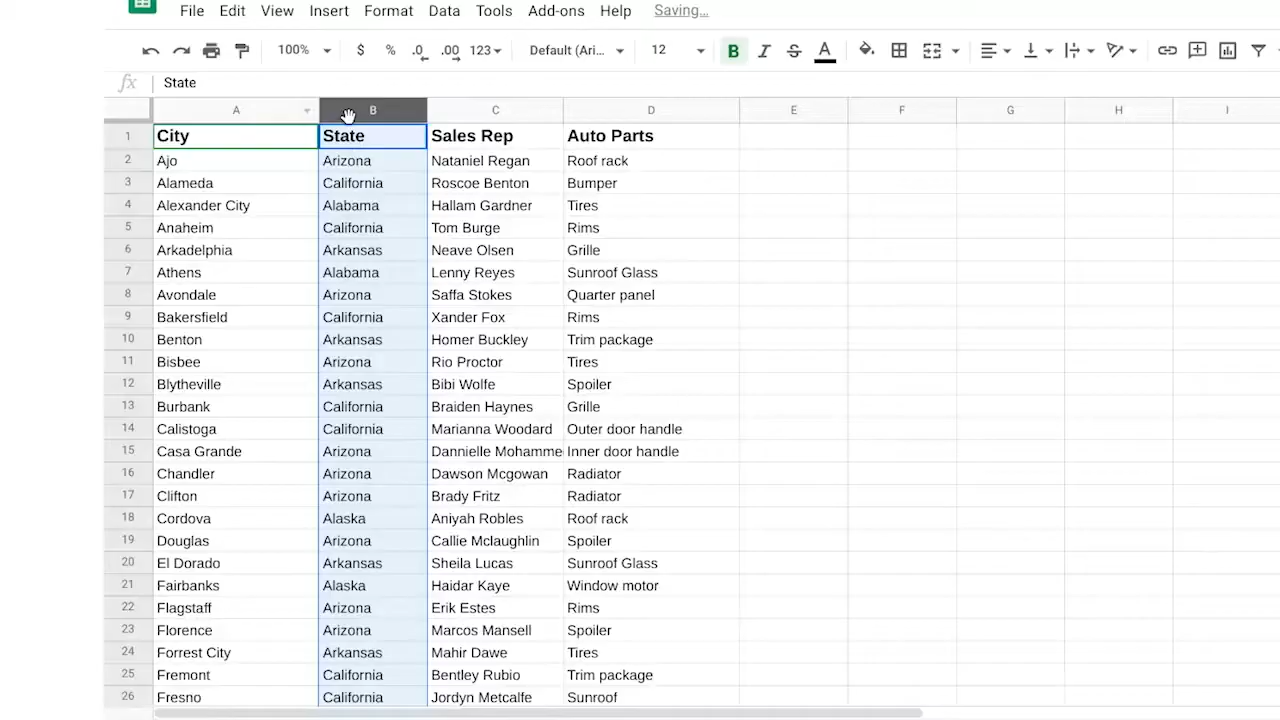 File Edit View Insert Format Data Tools Add-ons Help Saving...
100% $ % .0 .00 123 Default (Ari... 12 B I S A
fx State
A B C D E F G H I
1 City State Sales Rep Auto Parts
2 Ajo Arizona Nataniel Regan Roof rack
3 Alameda California Roscoe Benton Bumper
4 Alexander City Alabama Hallam Gardner Tires
5 Anaheim California Tom Burge Rims
6 Arkadelphia Arkansas Neave Olsen Grille
7 Athens Alabama Lenny Reyes Sunroof Glass
8 Avondale Arizona Saffa Stokes Quarter panel
9 Bakersfield California Xander Fox Rims
10 Benton Arkansas Homer Buckley Trim package
11 Bisbee Arizona Rio Proctor Tires
12 Blytheville Arkansas Bibi Wolfe Spoiler
13 Burbank California Braiden Haynes Grille
14 Calistoga California Marianna Woodard Outer door handle
15 Casa Grande Arizona Dannielle Mohamme Inner door handle
16 Chandler Arizona Dawson Mcgowan Radiator
17 Clifton Arizona Brady Fritz Radiator
18 Cordova Alaska Aniyah Robles Roof rack
19 Douglas Arizona Callie Mclaughlin Spoiler
20 El Dorado Arkansas Sheila Lucas Sunroof Glass
21 Fairbanks Alaska Haidar Kaye Window motor
22 Flagstaff Arizona Erik Estes Rims
23 Florence Arizona Marcos Mansell Spoiler
24 Forrest City Arkansas Mahir Dawe Tires
25 Fremont California Bentley Rubio Trim package
26 Fresno California Jordyn Metcalfe Sunroof